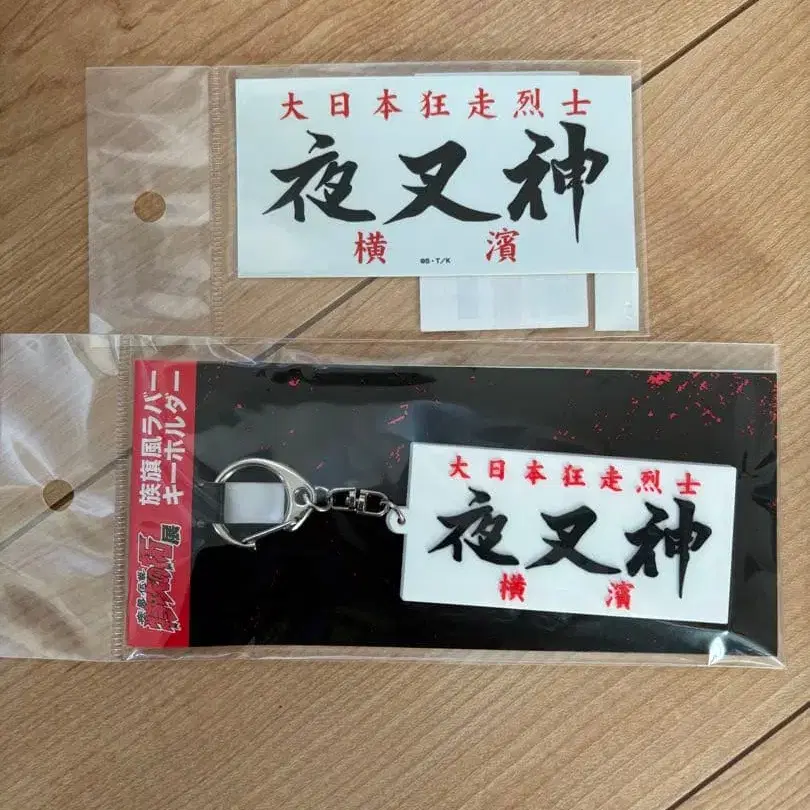 大日本狂走烈士
夜叉神
横 濱
©S・T/K
族旗風ラバー
キーホルダー
展
大日本狂走烈士
夜叉神
横 濱